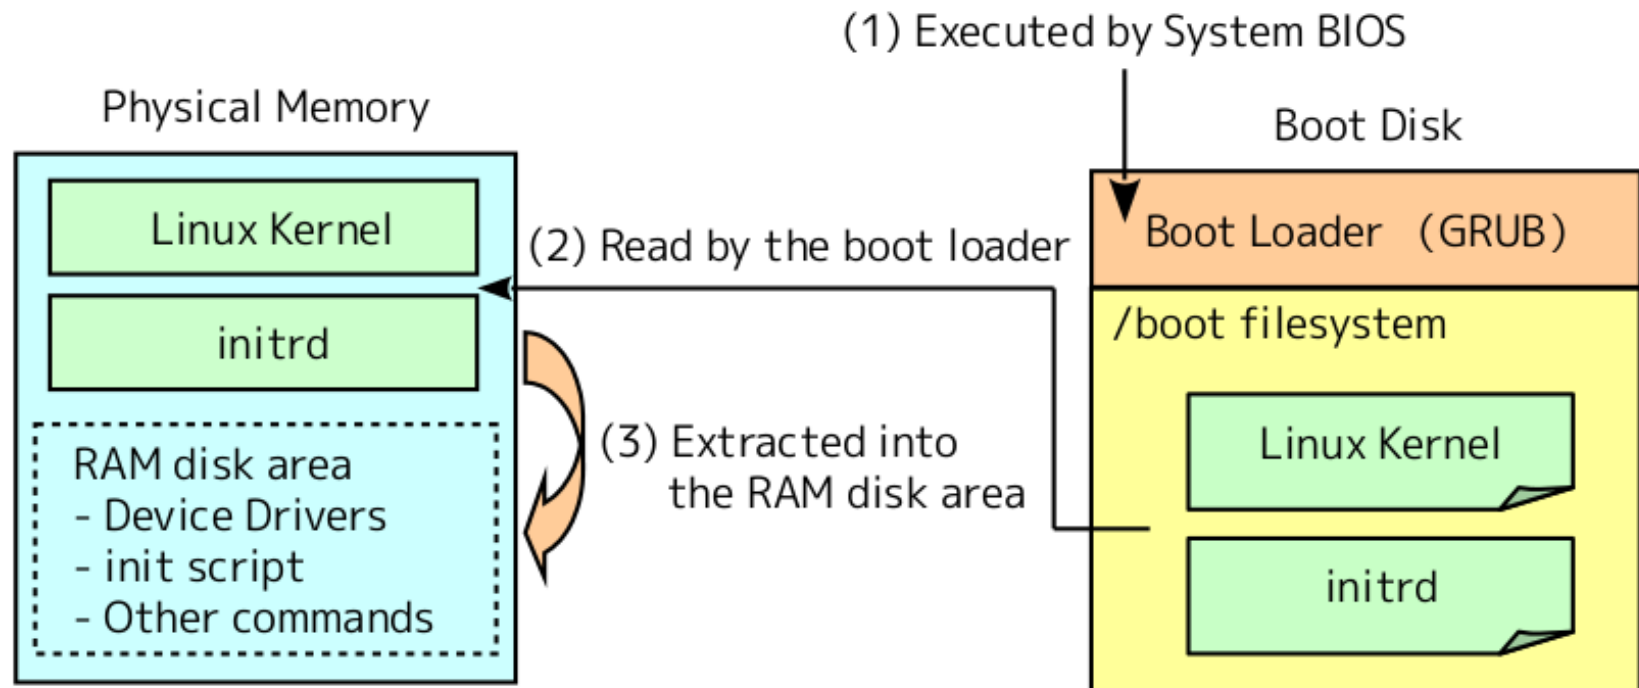 (1) Executed by System BIOS
Physical Memory
Boot Disk
Linux Kernel
(2) Read by the boot loader
Boot Loader (GRUB)
initrd
/boot filesystem
RAM disk area
- Device Drivers
- init script
- Other commands
(3) Extracted into
the RAM disk area
Linux Kernel
initrd